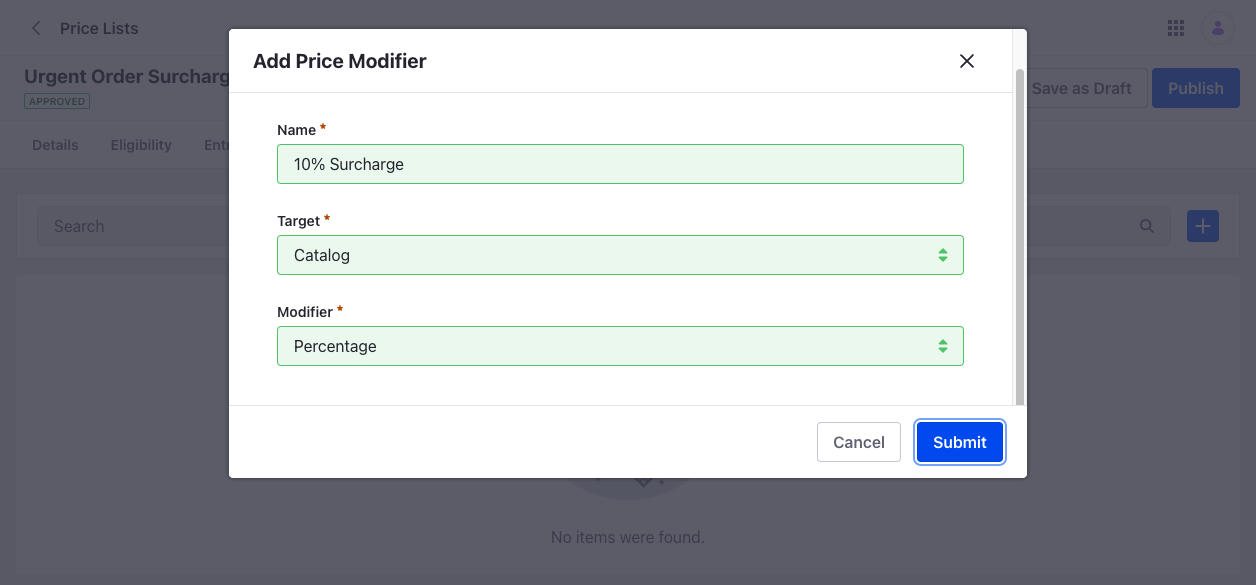 Price Lists
Add Price Modifier
Urgent Order Surcharg
APPROVED
Save as Draft
Publish
Details
Eligibility
Name *
10% Surcharge
Search
Target *
Catalog
Modifier *
Percentage
Cancel
Submit
No items were found.